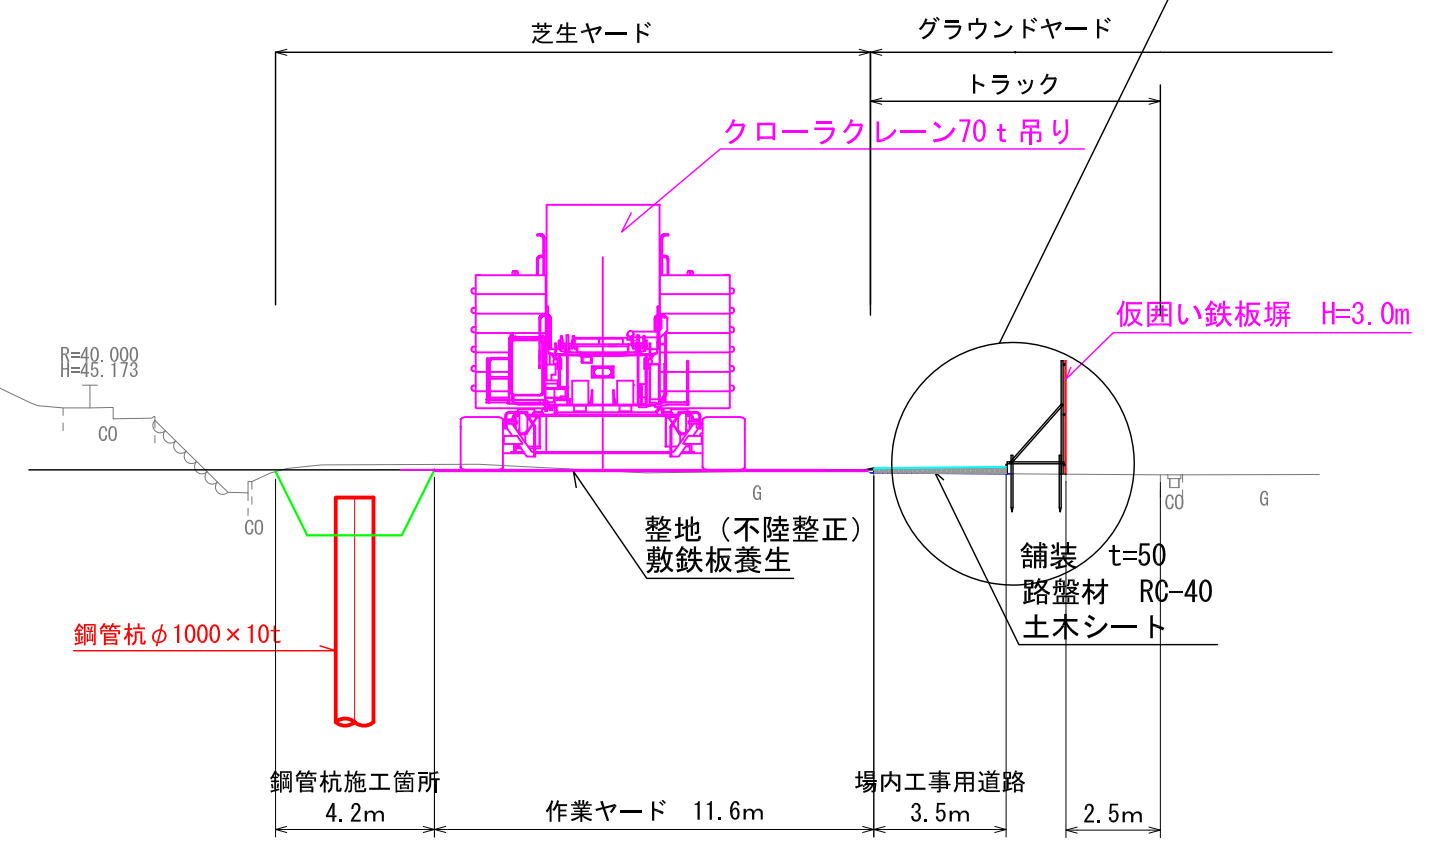 芝生ヤード
グラウンドヤード
トラック
クローラクレーン70t吊り
仮囲い鉄板塀 H=3.0m
R=40.000
H=45.173
CO
CO
G
CO
G
整地（不陸整正）
敷鉄板養生
舗装 t=50
路盤材 RC-40
土木シート
鋼管杭φ1000×10t
鋼管杭施工箇所
4.2m
作業ヤード 11.6m
場内工事用道路
3.5m
2.5m